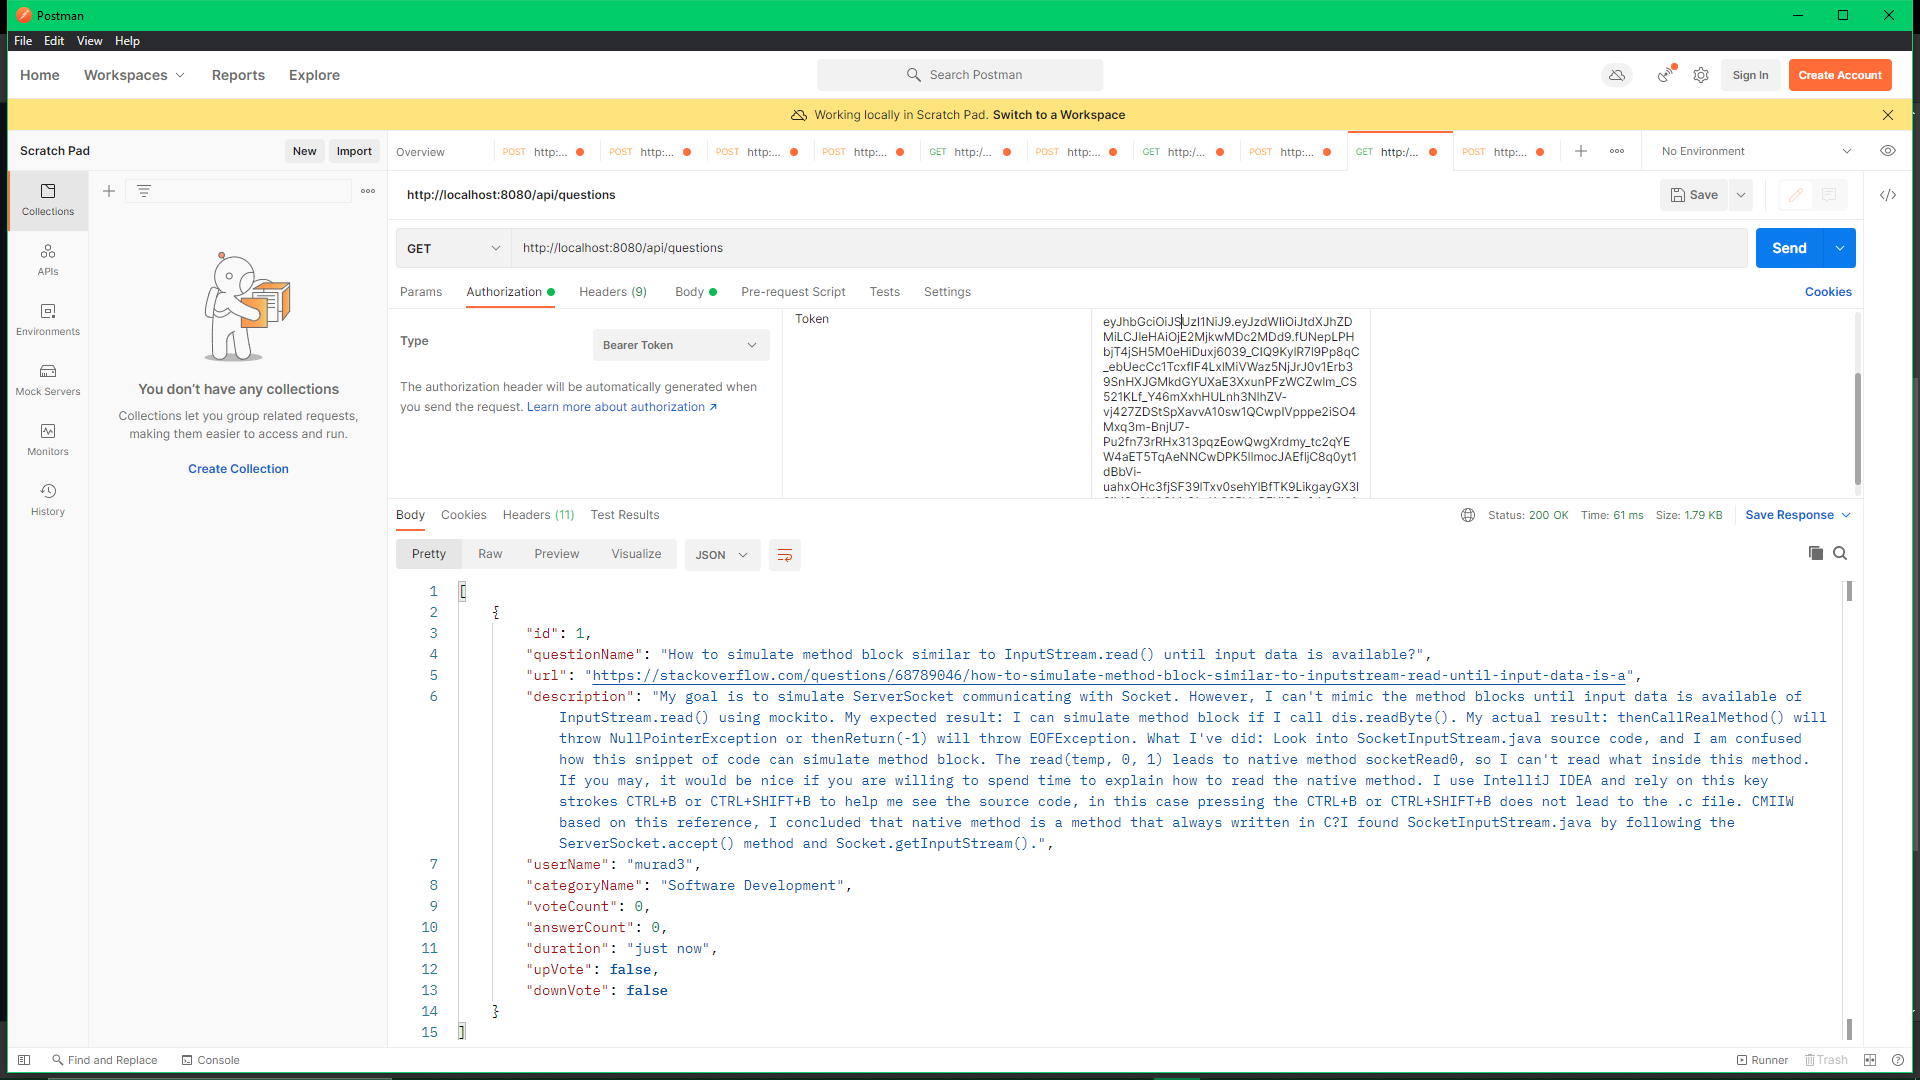 Postman
File Edit View Help
Home Workspaces Reports Explore Search Postman Sign In Create Account
Working locally in Scratch Pad. Switch to a Workspace
Scratch Pad New Import Overview POST http:... POST http:... POST http:... POST http:... GET http:/... POST http:... GET http:/... POST http:... GET http:/... POST http:... No Environment
Collections
APIs
Environments
Mock Servers
Monitors
History
You don't have any collections
Collections let you group related requests,
making them easier to access and run.
Create Collection
http://localhost:8080/api/questions Save
GET http://localhost:8080/api/questions Send
Params Authorization Headers (9) Body Pre-request Script Tests Settings Cookies
Type Bearer Token
The authorization header will be automatically generated when
you send the request. Learn more about authorization ↗
Token
Body Cookies Headers (11) Test Results Status: 200 OK Time: 61 ms Size: 1.79 KB Save Response
Pretty Raw Preview Visualize JSON
1 [
2 {
3 "id": 1,
4 "questionName": "How to simulate method block similar to InputStream.read() until input data is available?",
5 "url": "https://stackoverflow.com/questions/68789046/how-to-simulate-method-block-similar-to-inputstream-read-until-input-data-is-a",
6 "description": "My goal is to simulate ServerSocket communicating with Socket. However, I can't mimic the method blocks until input data is available of
InputStream.read() using mockito. My expected result: I can simulate method block if I call dis.readByte(). My actual result: thenCallRealMethod() will
throw NullPointerException or thenReturn(-1) will throw EOFException. What I've did: Look into SocketInputStream.java source code, and I am confused
how this snippet of code can simulate method block. The read(temp, 0, 1) leads to native method socketRead0, so I can't read what inside this method.
If you may, it would be nice if you are willing to spend time to explain how to read the native method. I use IntelliJ IDEA and rely on this key
strokes CTRL+B or CTRL+SHIFT+B to help me see the source code, in this case pressing the CTRL+B or CTRL+SHIFT+B does not lead to the .c file. CMIIW
based on this reference, I concluded that native method is a method that always written in C?I found SocketInputStream.java by following the
ServerSocket.accept() method and Socket.getInputStream().",
7 "userName": "murad3",
8 "categoryName": "Software Development",
9 "voteCount": 0,
10 "answerCount": 0,
11 "duration": "just now",
12 "upVote": false,
13 "downVote": false
14 }
15 ]
Find and Replace Console Runner Trash